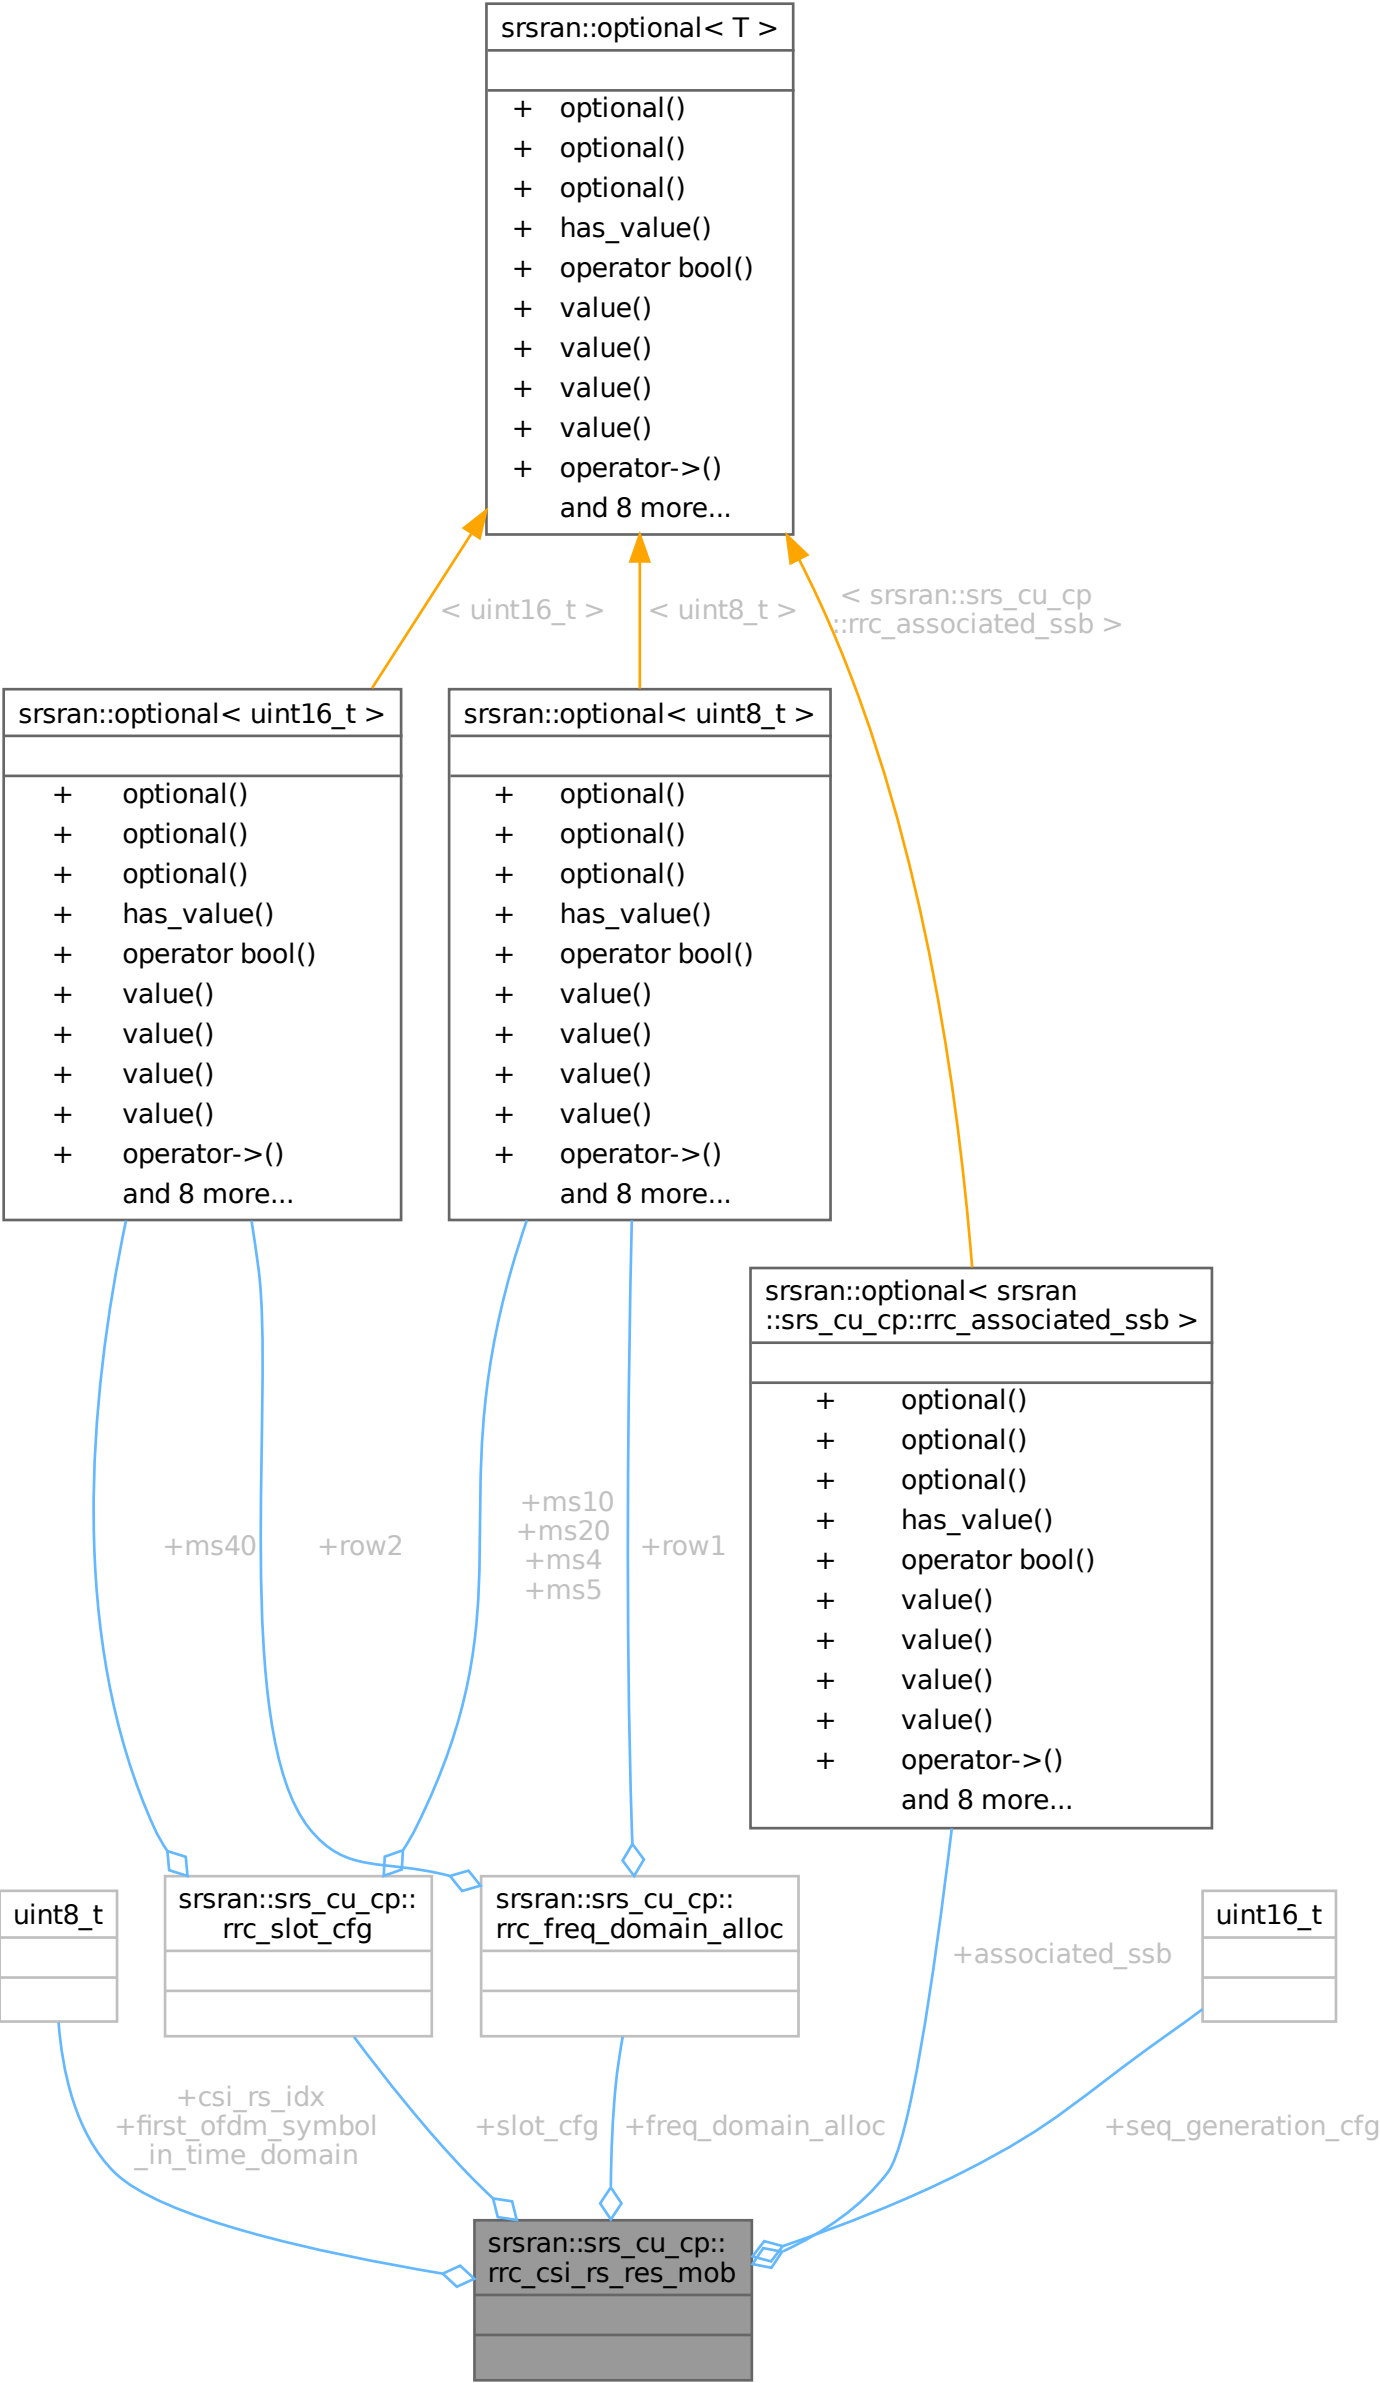 srsran::optional< T >
+ optional()
+ optional()
+ optional()
+ has_value()
+ operator bool()
+ value()
+ value()
+ value()
+ value()
+ operator->()
and 8 more...
< uint16_t >
< uint8_t >
< srsran::srs_cu_cp
::rrc_associated_ssb >
srsran::optional< uint16_t >
+ optional()
+ optional()
+ optional()
+ has_value()
+ operator bool()
+ value()
+ value()
+ value()
+ value()
+ operator->()
and 8 more...
srsran::optional< uint8_t >
+ optional()
+ optional()
+ optional()
+ has_value()
+ operator bool()
+ value()
+ value()
+ value()
+ value()
+ operator->()
and 8 more...
srsran::optional< srsran
::srs_cu_cp::rrc_associated_ssb >
+ optional()
+ optional()
+ optional()
+ has_value()
+ operator bool()
+ value()
+ value()
+ value()
+ value()
+ operator->()
and 8 more...
+ms40
+row2
+ms10
+ms20
+ms4
+ms5
+row1
uint8_t
srsran::srs_cu_cp::
rrc_slot_cfg
srsran::srs_cu_cp::
rrc_freq_domain_alloc
uint16_t
+associated_ssb
+csi_rs_idx
+first_ofdm_symbol
_in_time_domain
+slot_cfg
+freq_domain_alloc
+seq_generation_cfg
srsran::srs_cu_cp::
rrc_csi_rs_res_mob